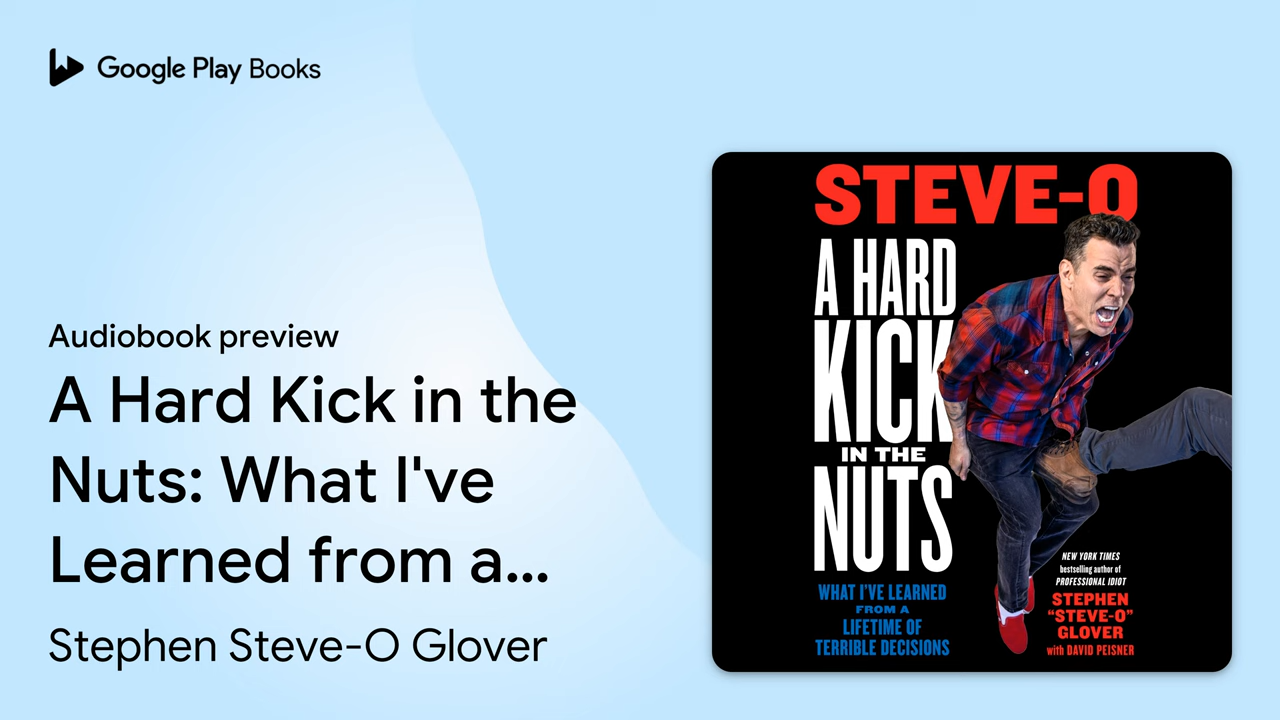 Google Play Books
Audiobook preview
A Hard Kick in the
Nuts: What I've
Learned from a...
Stephen Steve-O Glover
STEVE-O
A HARD
KICK
IN THE
NUTS
WHAT I'VE LEARNED
FROM A
LIFETIME OF
TERRIBLE DECISIONS
NEW YORK TIMES
bestselling author of
PROFESSIONAL IDIOT
STEPHEN
“STEVE-O”
GLOVER
with DAVID PEISNER